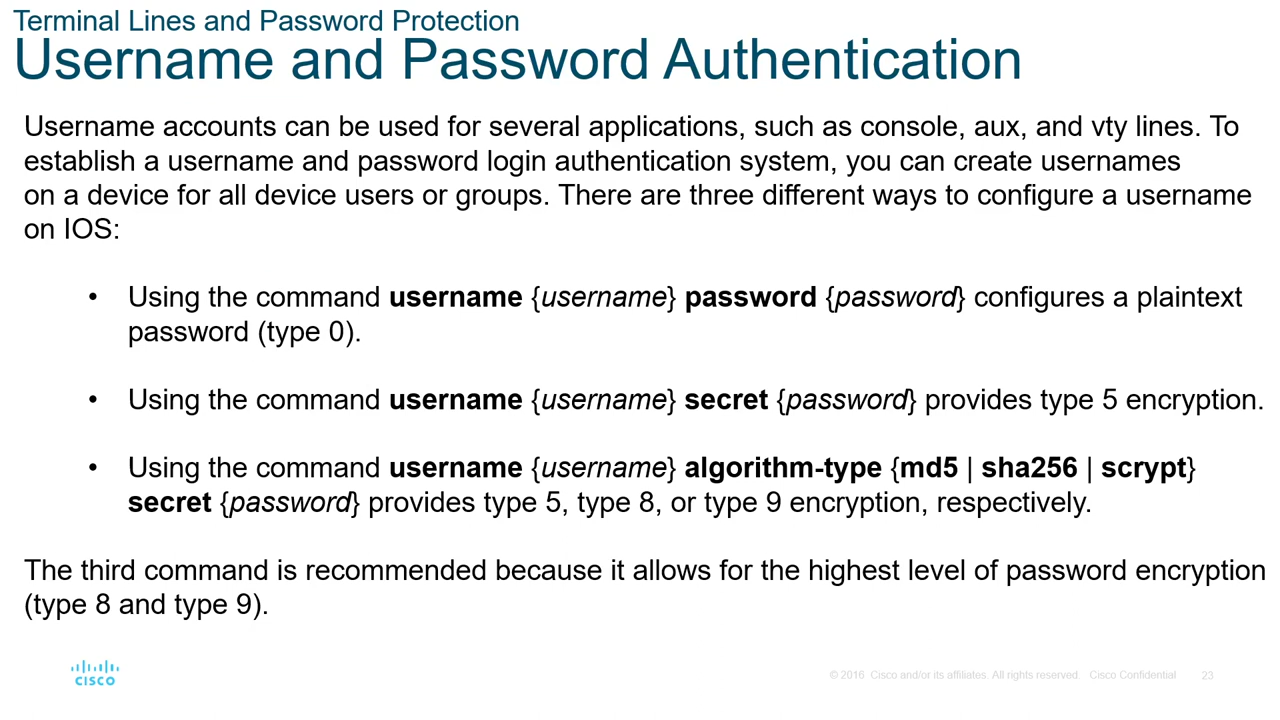 Terminal Lines and Password Protection
Username and Password Authentication
Username accounts can be used for several applications, such as console, aux, and vty lines. To
establish a username and password login authentication system, you can create usernames
on a device for all device users or groups. There are three different ways to configure a username
on IOS:
• Using the command username {username} password {password} configures a plaintext
password (type 0).
• Using the command username {username} secret {password} provides type 5 encryption.
• Using the command username {username} algorithm-type {md5 | sha256 | scrypt}
secret {password} provides type 5, type 8, or type 9 encryption, respectively.
The third command is recommended because it allows for the highest level of password encryption
(type 8 and type 9).
CISCO
© 2016 Cisco and/or its affiliates. All rights reserved. Cisco Confidential 23